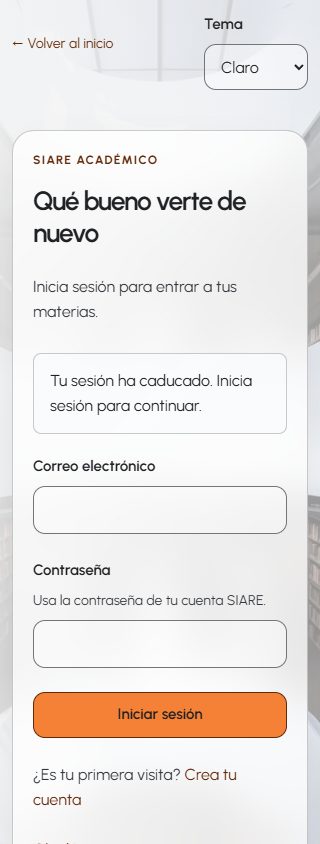 Tema
← Volver al inicio
Claro
SIARE ACADÉMICO
Qué bueno verte de
nuevo
Inicia sesión para entrar a tus
materias.
Tu sesión ha caducado. Inicia
sesión para continuar.
Correo electrónico
Contraseña
Usa la contraseña de tu cuenta SIARE.
Iniciar sesión
¿Es tu primera visita? Crea tu
cuenta